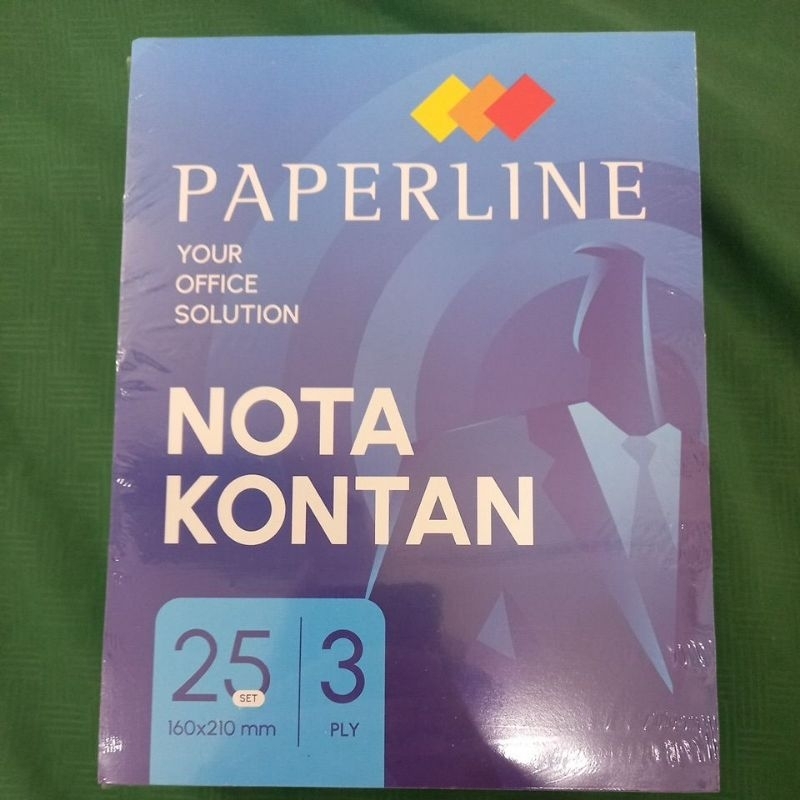 PAPERLINE
YOUR
OFFICE
SOLUTION
NOTA
KONTAN
25
SET
160x210 mm
3
PLY